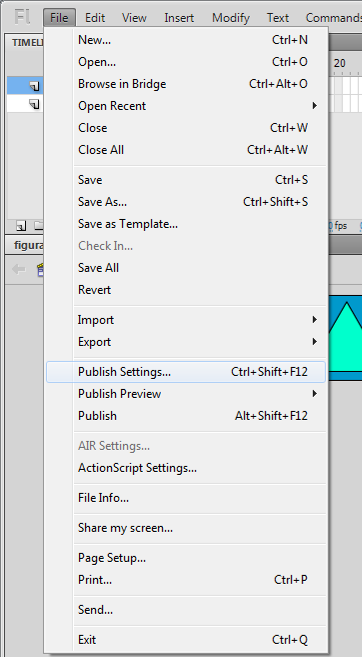 Fl File Edit View Insert Modify Text Commands
TIMELI
20
New... Ctrl+N
Open... Ctrl+O
Browse in Bridge Ctrl+Alt+O
Open Recent
Close Ctrl+W
Close All Ctrl+Alt+W
Save Ctrl+S
Save As... Ctrl+Shift+S
Save as Template...
fps
Check In...
figura
Save All
Revert
Import
Export
Publish Settings... Ctrl+Shift+F12
Publish Preview
Publish Alt+Shift+F12
AIR Settings...
ActionScript Settings...
File Info...
Share my screen...
Page Setup...
Print... Ctrl+P
Send...
Exit Ctrl+Q